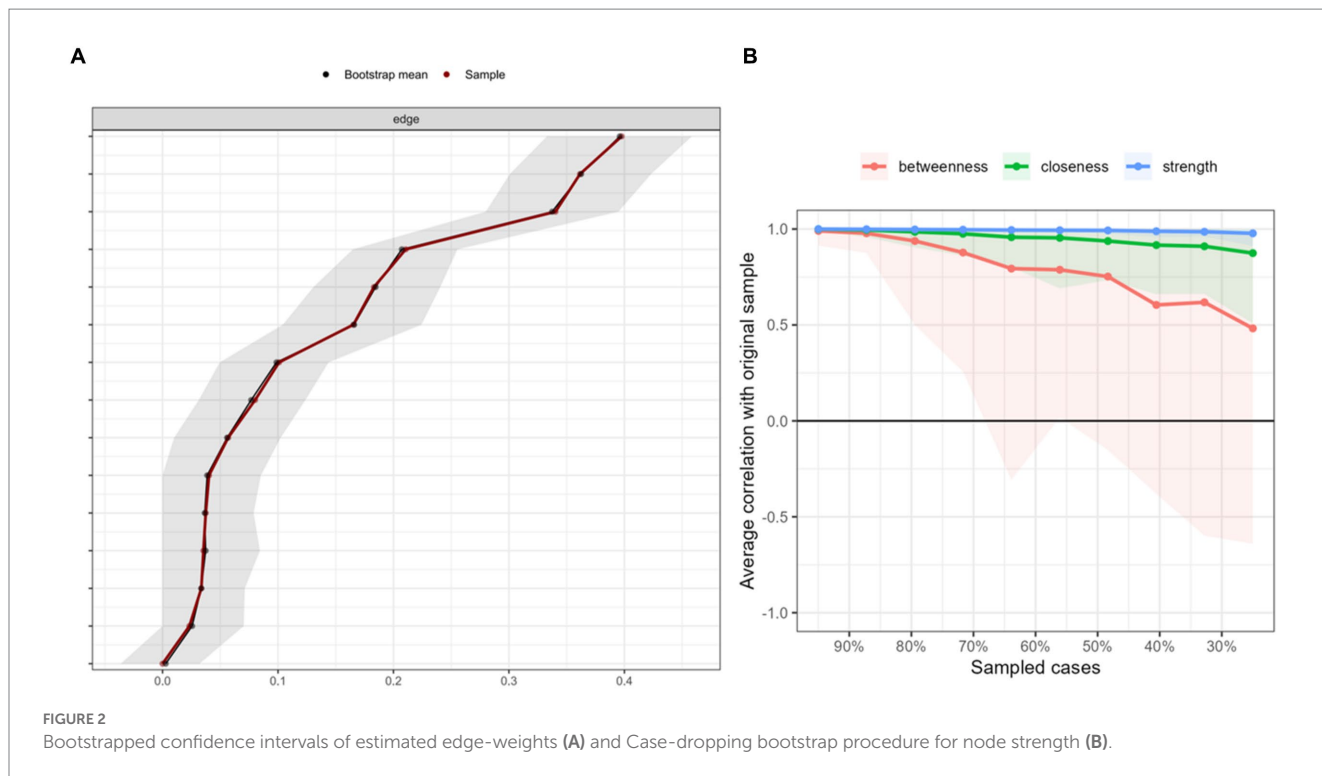 A
Bootstrap mean Sample
edge
0.0 0.1 0.2 0.3 0.4
B
betweenness closeness strength
Average correlation with original sample
1.0
0.5
0.0
-0.5
-1.0
90% 80% 70% 60% 50% 40% 30%
Sampled cases
FIGURE 2
Bootstrapped confidence intervals of estimated edge-weights (A) and Case-dropping bootstrap procedure for node strength (B).